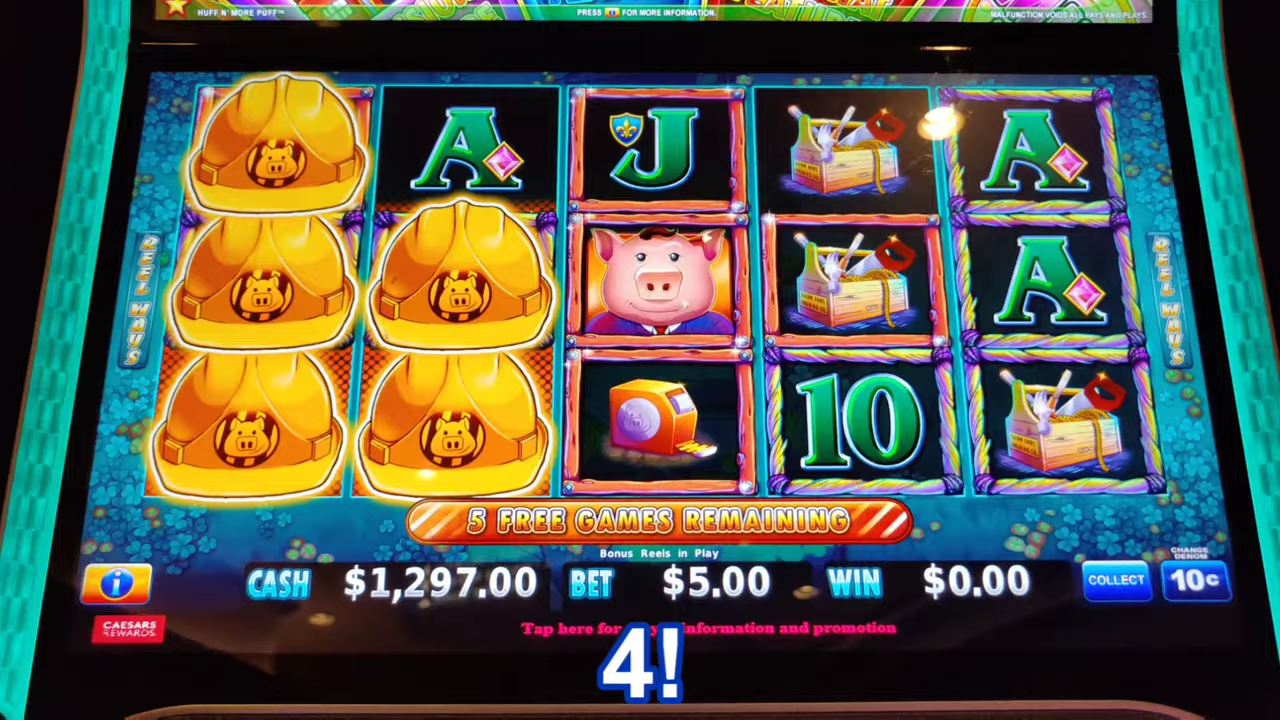 HUFF N' MORE PUFF™
PRESS i FOR MORE INFORMATION.
MALFUNCTION VOIDS ALL PAYS AND PLAYS.
A
J
A
A
10
REEL WAYS
REEL WAYS
5 FREE GAMES REMAINING
Bonus Reels in Play
CASH $1,297.00 BET $5.00 WIN $0.00
COLLECT
CHANGE DENOM
10¢
CAESARS
REWARDS
Tap here for information and promotion
4!